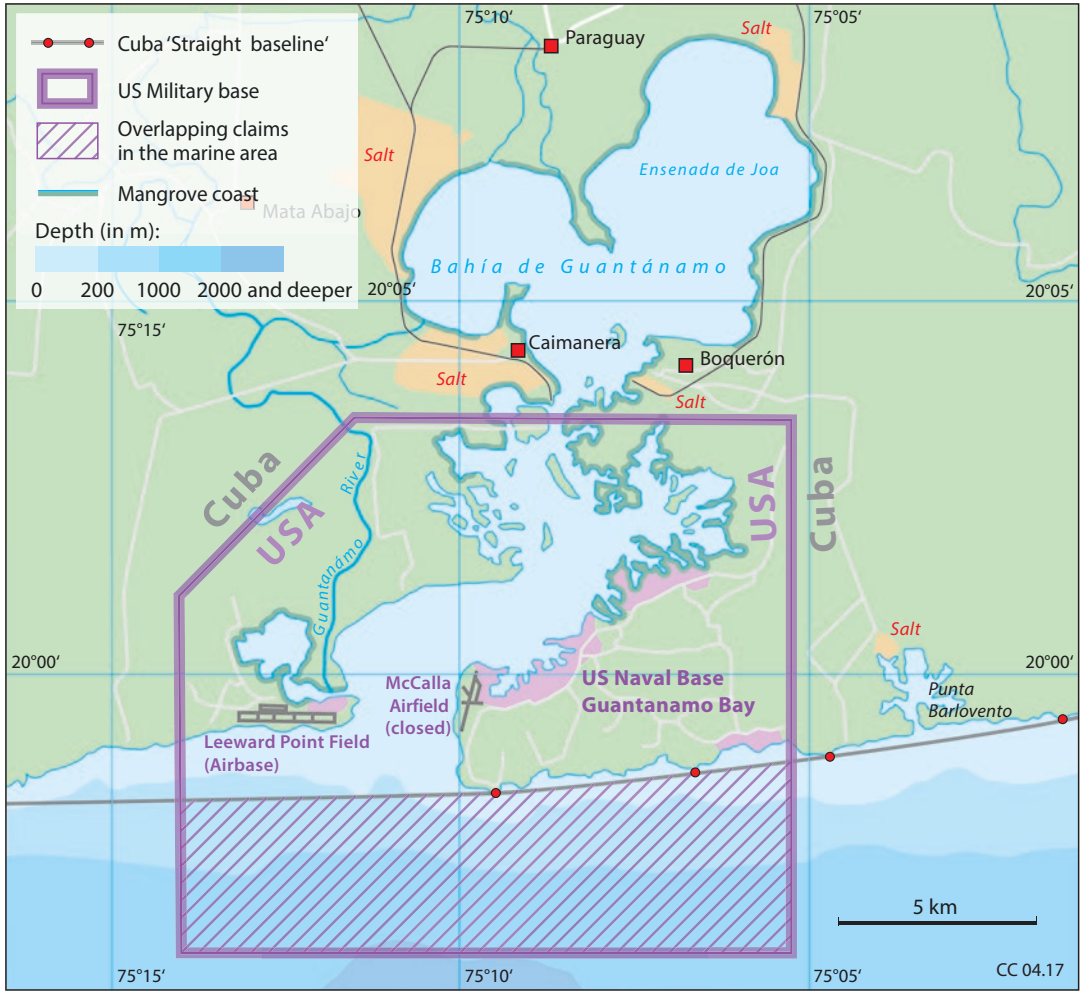 Cuba ‘Straight baseline‘
US Military base
Overlapping claims
in the marine area
Mangrove coast
Depth (in m):
0 200 1000 2000 and deeper
75°10‘
75°05‘
Paraguay
Salt
Ensenada de Joa
Salt
Mata Abajo
Bahía de Guantánamo
20°05‘
20°05‘
75°15‘
Caimanera
Boquerón
Salt
Salt
Cuba
USA
River
Guantanámo
USA
Cuba
Salt
20°00‘
20°00‘
McCalla
Airfield
(closed)
US Naval Base
Guantanamo Bay
Punta
Barlovento
Leeward Point Field
(Airbase)
5 km
75°15‘
75°10‘
75°05‘
CC 04.17